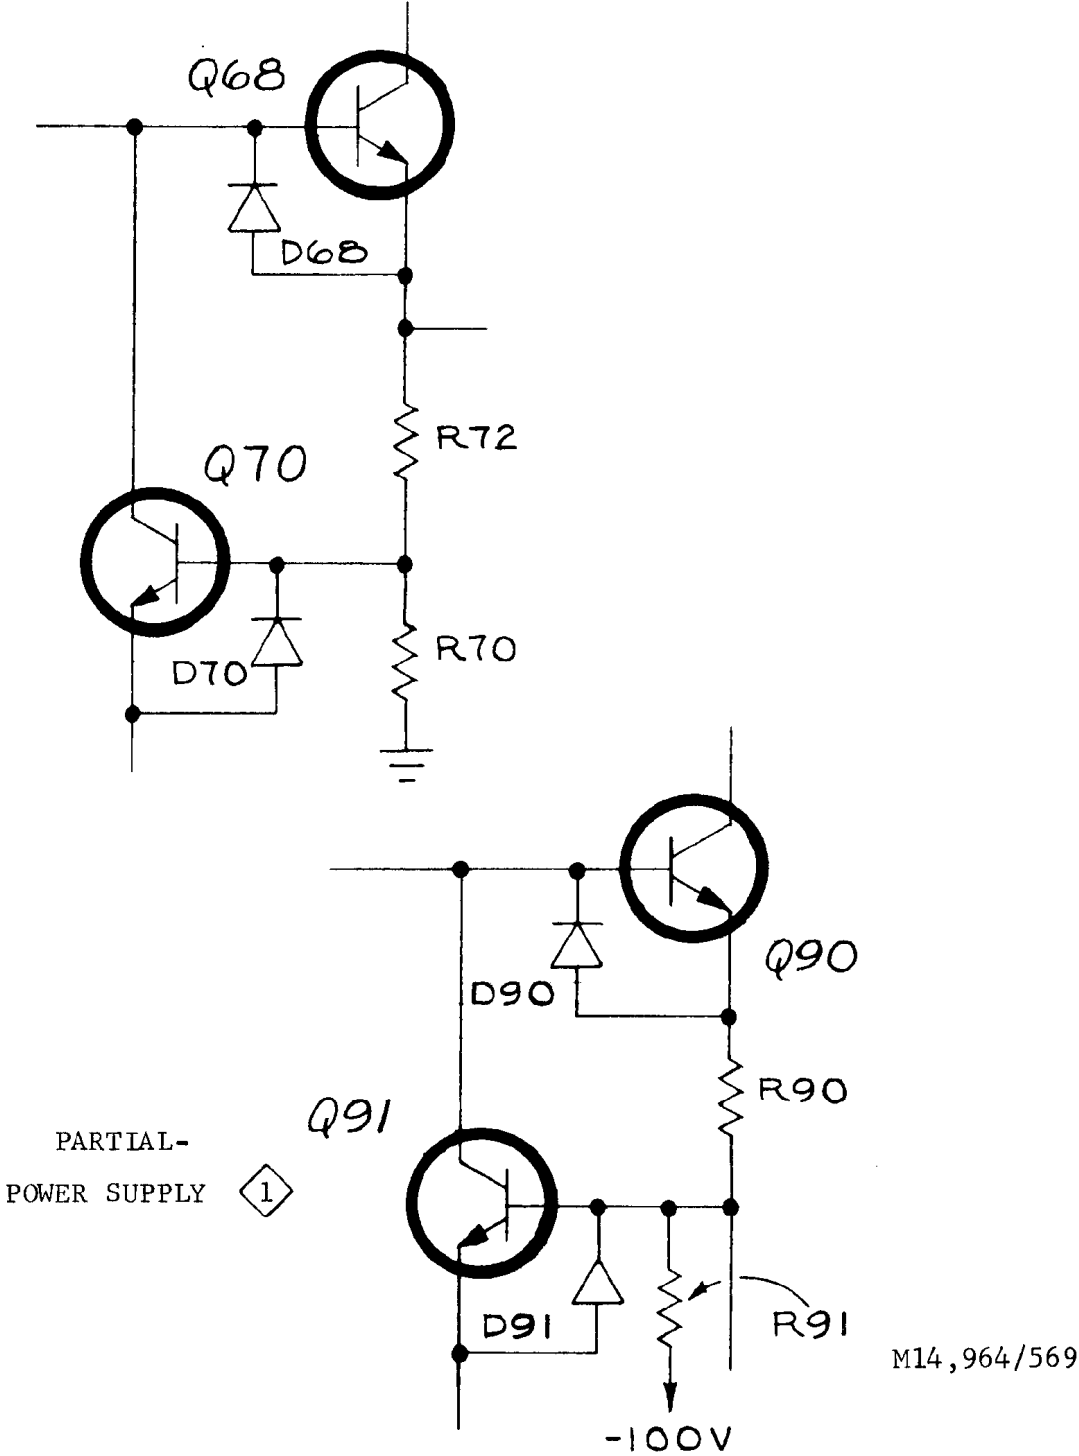 Q68
D68
R72
Q70
D70
R70
Q90
D90
R90
Q91
PARTIAL-
POWER SUPPLY 1
D91
R91
M14,964/569
-100V